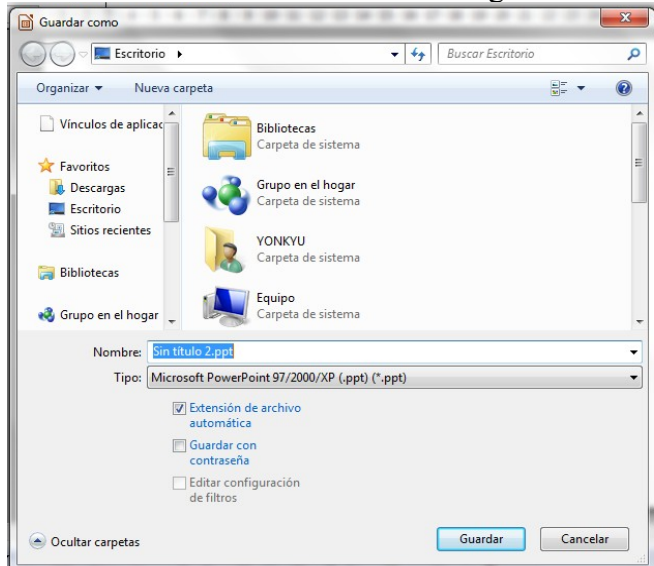 Guardar como
Escritorio
Buscar Escritorio
Organizar
Nueva carpeta
Vínculos de aplicac
Favoritos
Descargas
Escritorio
Sitios recientes
Bibliotecas
Grupo en el hogar
Bibliotecas
Carpeta de sistema
Grupo en el hogar
Carpeta de sistema
YONKYU
Carpeta de sistema
Equipo
Carpeta de sistema
Nombre: Sin título 2.ppt
Tipo: Microsoft PowerPoint 97/2000/XP (.ppt) (*.ppt)
Extensión de archivo
automática
Guardar con
contraseña
Editar configuración
de filtros
Ocultar carpetas
Guardar
Cancelar